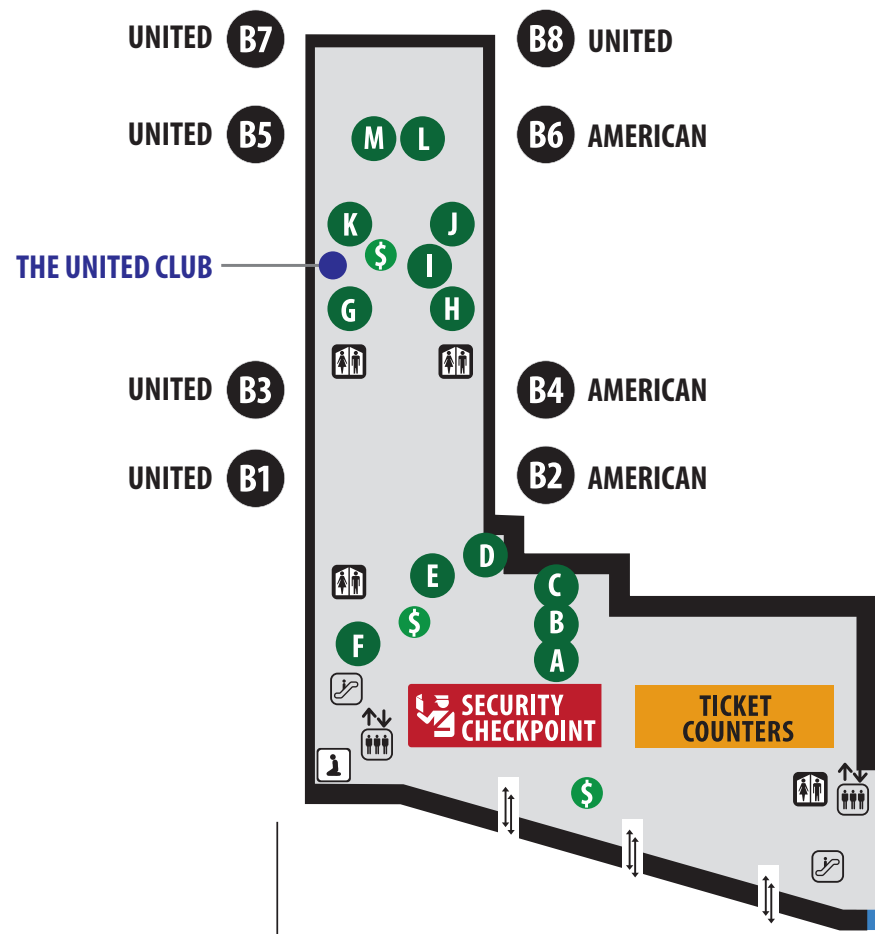 UNITED B7
B8 UNITED
UNITED B5
M L
B6 AMERICAN
K
J
$
THE UNITED CLUB
I
G
H
UNITED B3
B4 AMERICAN
UNITED B1
B2 AMERICAN
D
E
C
$
B
F
A
SECURITY
CHECKPOINT
TICKET
COUNTERS
$